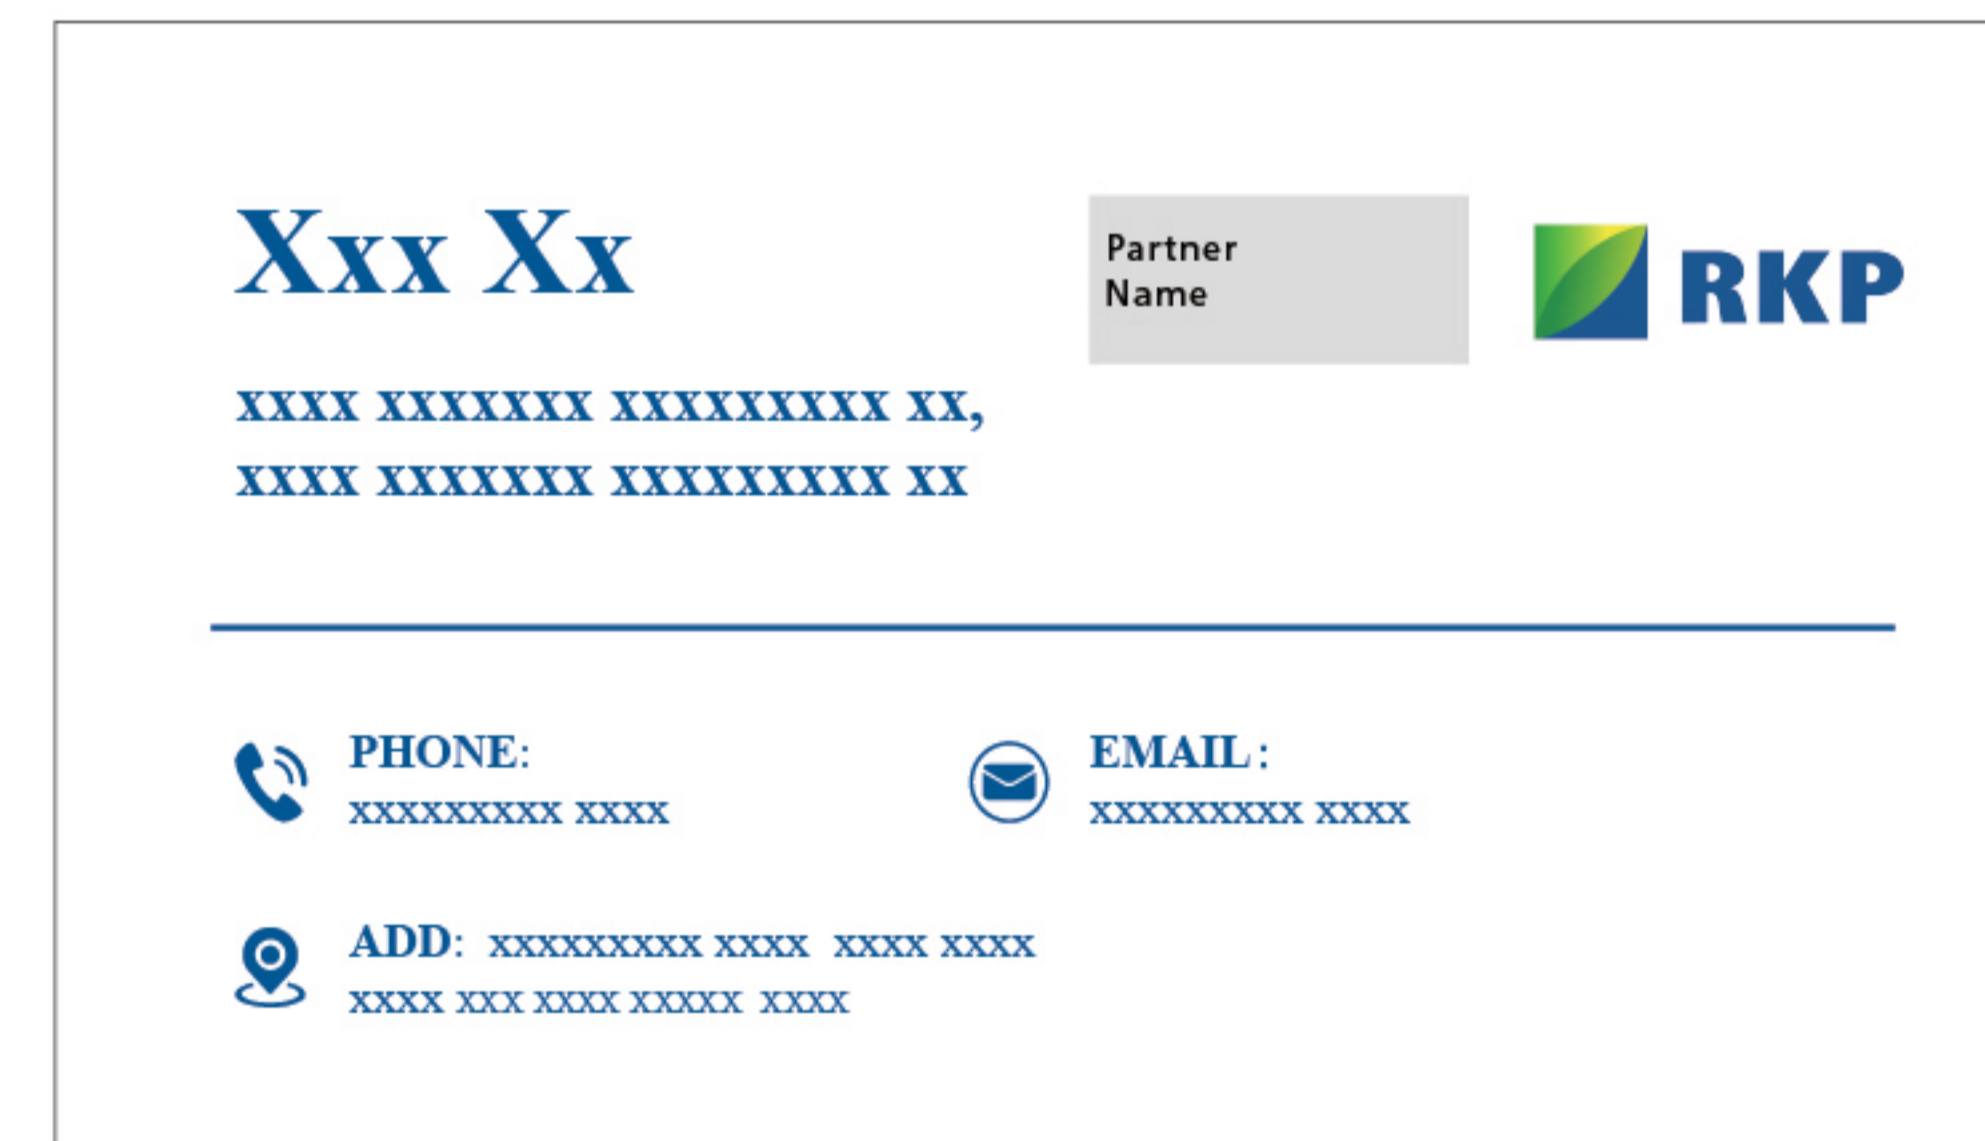 Xxx Xx
Partner
Name
RKP
xxxx xxxxxxx xxxxxxxxx xx,
xxxx xxxxxxx xxxxxxxxx xx
PHONE:
xxxxxxxxx xxxx
EMAIL:
xxxxxxxxx xxxx
ADD: xxxxxxxxx xxxx xxxx xxxx
xxxx xxx xxxx xxxxx xxxx